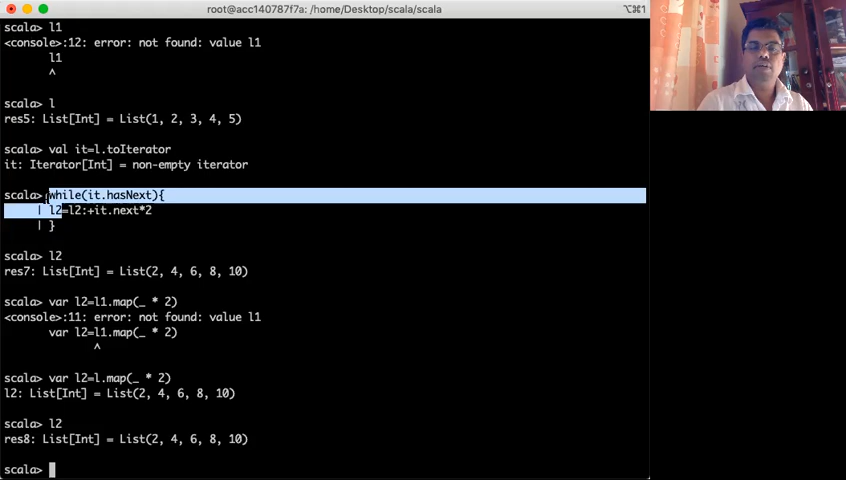 root@acc140787f7a: /home/Desktop/scala/scala
⌥⌘1
scala> l1
<console>:12: error: not found: value l1
       l1
       ^
scala> l
res5: List[Int] = List(1, 2, 3, 4, 5)
scala> val it=l.toIterator
it: Iterator[Int] = non-empty iterator
scala> while(it.hasNext){
     | l2=l2:+it.next*2
     | }
scala> l2
res7: List[Int] = List(2, 4, 6, 8, 10)
scala> var l2=l1.map(_ * 2)
<console>:11: error: not found: value l1
       var l2=l1.map(_ * 2)
              ^
scala> var l2=l.map(_ * 2)
l2: List[Int] = List(2, 4, 6, 8, 10)
scala> l2
res8: List[Int] = List(2, 4, 6, 8, 10)
scala>